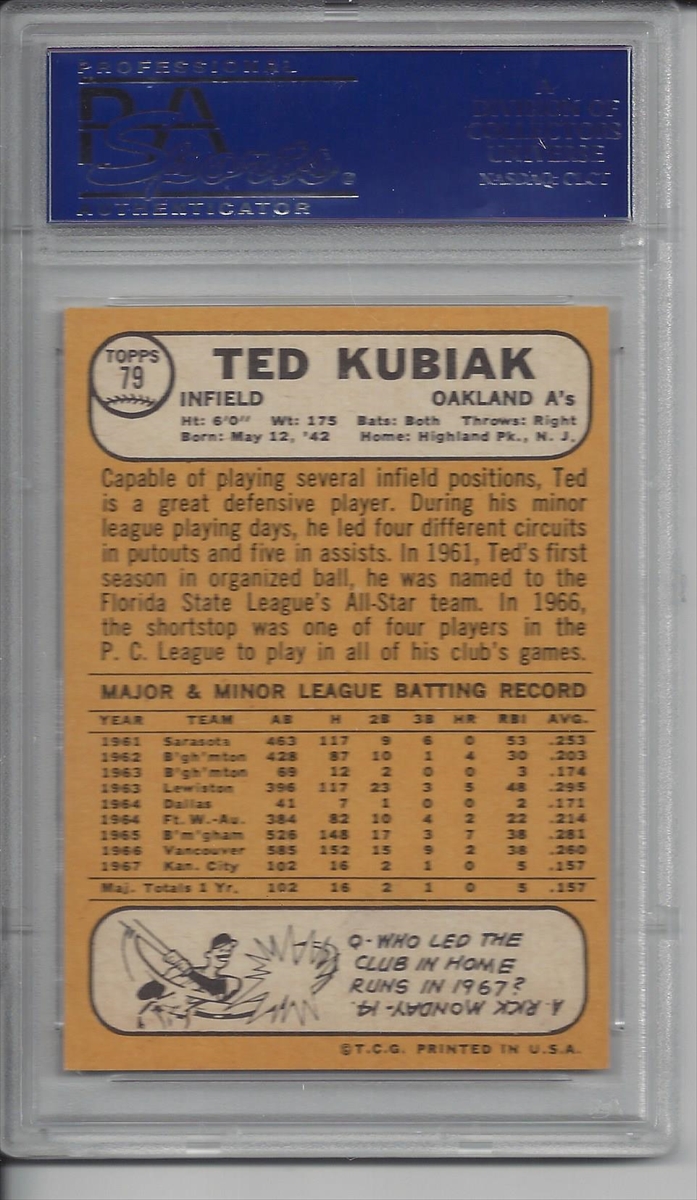 PROFESSIONAL
PSA
Sports
AUTHENTICATOR
A
DIVISION OF
COLLECTORS
UNIVERSE
NASDAQ: CLCT
TOPPS
79
TED KUBIAK
INFIELD OAKLAND A's
Ht: 6'0" Wt: 175 Bats: Both Throws: Right
Born: May 12, '42 Home: Highland Pk., N. J.
Capable of playing several infield positions, Ted
is a great defensive player. During his minor
league playing days, he led four different circuits
in putouts and five in assists. In 1961, Ted's first
season in organized ball, he was named to the
Florida State League's All-Star team. In 1966,
the shortstop was one of four players in the
P. C. League to play in all of his club's games.
MAJOR & MINOR LEAGUE BATTING RECORD
YEAR TEAM AB H 2B 3B HR RBI AVG.
1961 Sarasota 463 117 9 6 0 53 .253
1962 B'gh'mton 428 87 10 1 4 30 .203
1963 B'gh'mton 69 12 2 0 0 3 .174
1963 Lewiston 396 117 23 3 5 48 .295
1964 Dallas 41 7 1 0 0 2 .171
1964 Ft. W.-Au. 384 82 10 4 2 22 .214
1965 B'm'gham 526 148 17 3 7 38 .281
1966 Vancouver 585 152 15 9 2 38 .260
1967 Kan. City 102 16 2 1 0 5 .157
Maj. Totals 1 Yr. 102 16 2 1 0 5 .157
Q-WHO LED THE
CLUB IN HOME
RUNS IN 1967?
A. RICK MONDAY-14.
©T.C.G. PRINTED IN U.S.A.